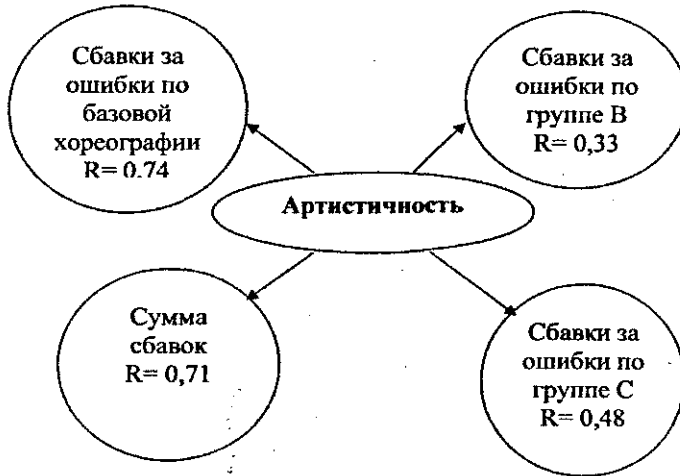 Сбавки за
ошибки по
базовой
хореографии
R= 0.74
Сбавки за
ошибки по
группе В
R= 0,33
Артистичность
Сумма
сбавок
R= 0,71
Сбавки за
ошибки по
группе С
R= 0,48